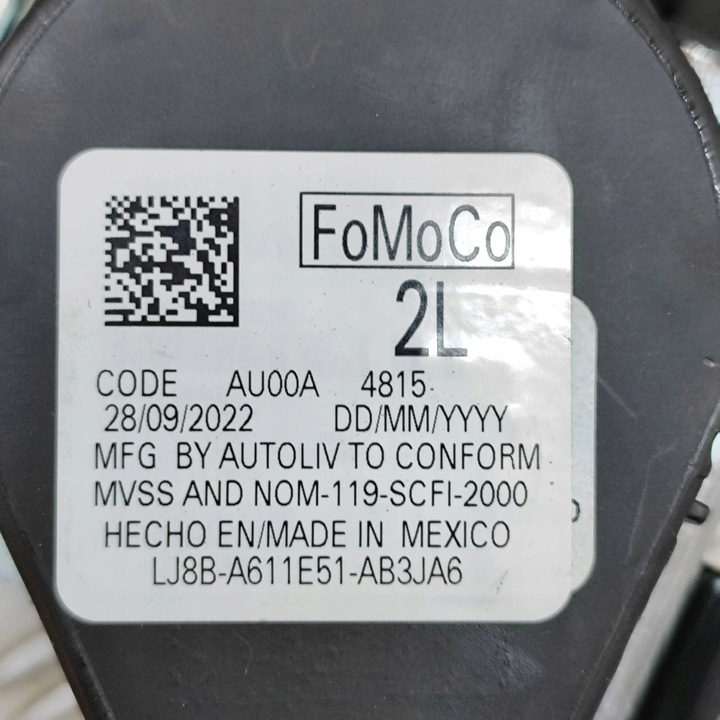 FoMoCo
2L
CODE AU00A 4815
28/09/2022 DD/MM/YYYY
MFG BY AUTOLIV TO CONFORM
MVSS AND NOM-119-SCFI-2000
HECHO EN/MADE IN MEXICO
LJ8B-A611E51-AB3JA6